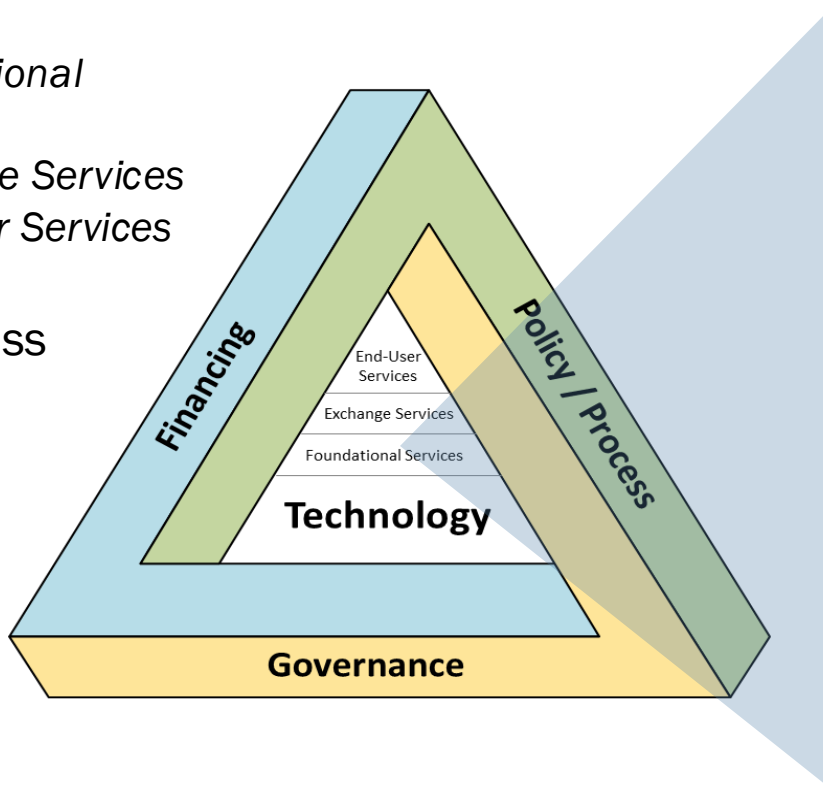 ional
e Services
r Services
ss
Financing
Policy / Process
End-User
Services
Exchange Services
Foundational Services
Technology
Governance